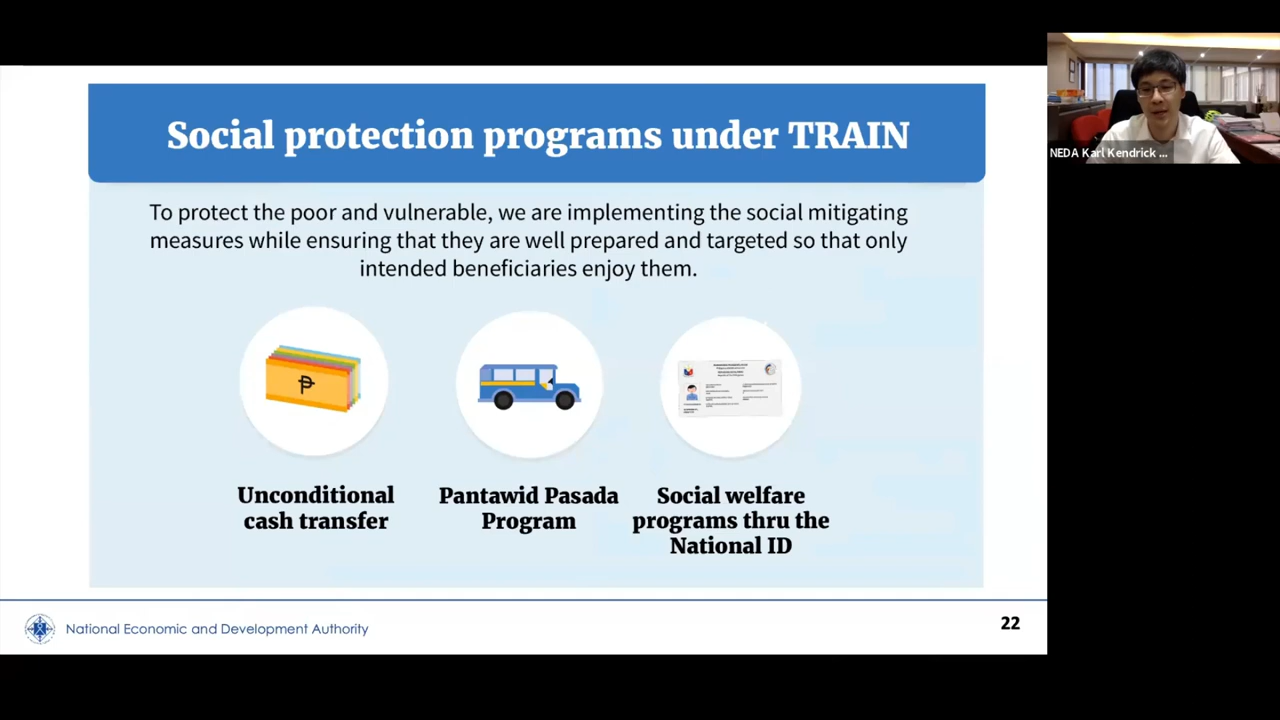 Social protection programs under TRAIN
To protect the poor and vulnerable, we are implementing the social mitigating
measures while ensuring that they are well prepared and targeted so that only
intended beneficiaries enjoy them.
₱
Unconditional
cash transfer
Pantawid Pasada
Program
Social welfare
programs thru the
National ID
National Economic and Development Authority
22
NEDA Karl Kendrick ...